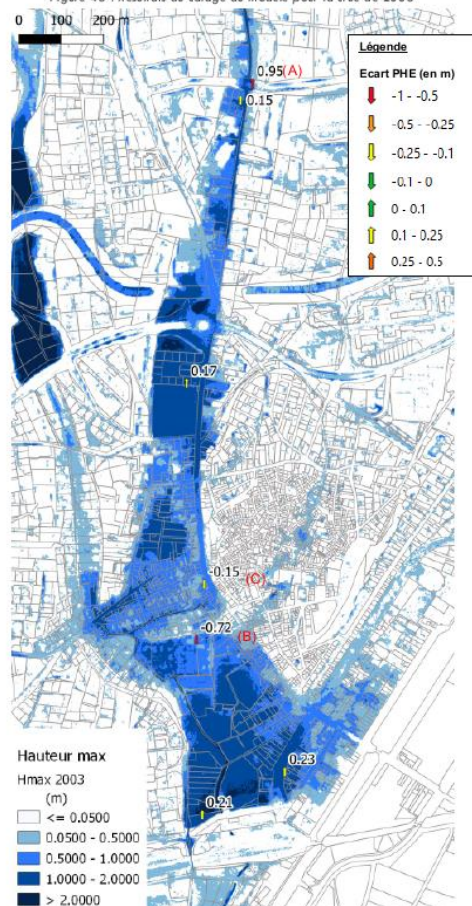 0 100 200 m
0.95(A)
0.15
Légende
Ecart PHE (en m)
-1 - -0.5
-0.5 - -0.25
-0.25 - -0.1
-0.1 - 0
0 - 0.1
0.1 - 0.25
0.25 - 0.5
0.17
-0.15 (C)
-0.72 (B)
0.23
0.21
Hauteur max
Hmax 2003
(m)
<= 0.0500
0.0500 - 0.5000
0.5000 - 1.0000
1.0000 - 2.0000
> 2.0000